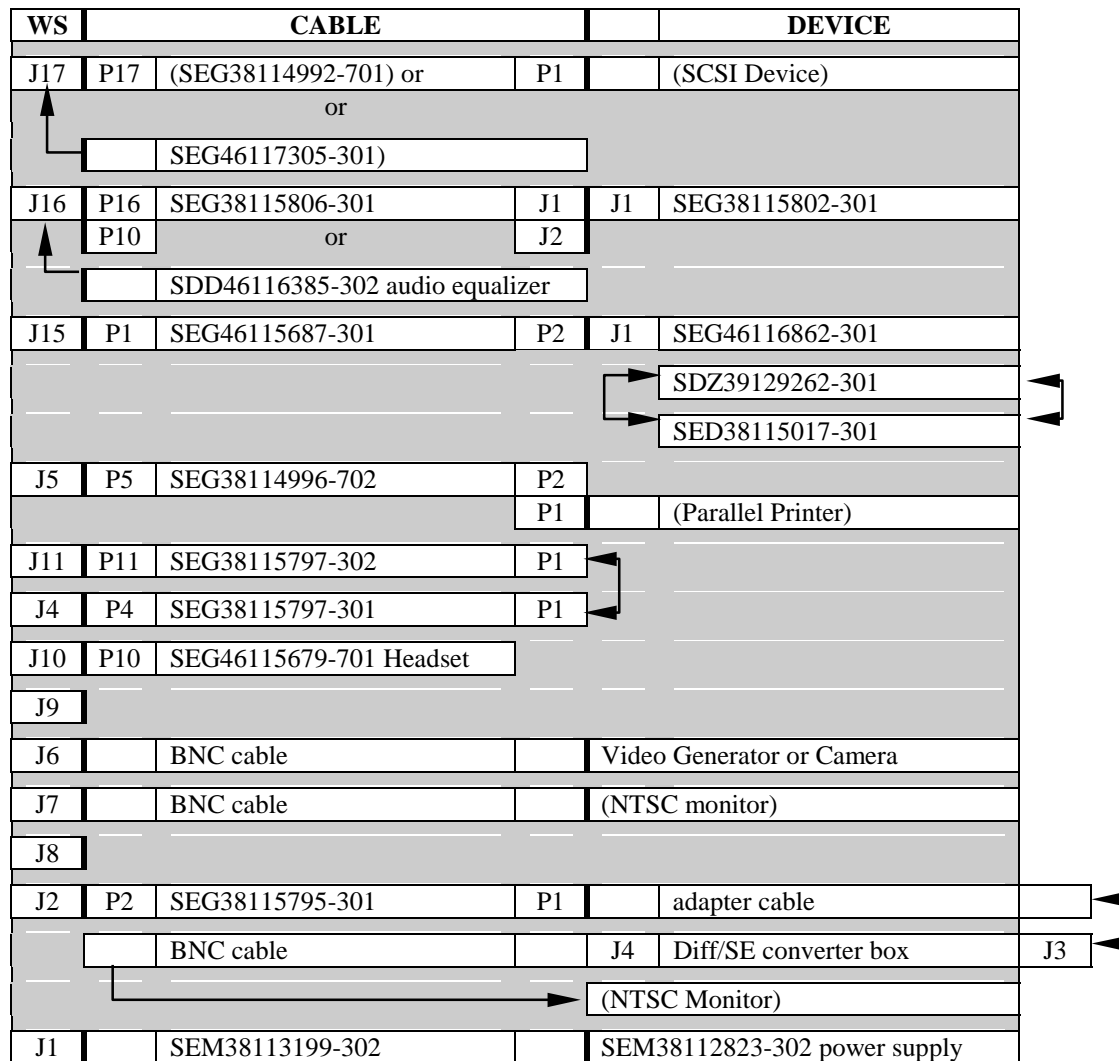 WS CABLE DEVICE
J17 P17 (SEG38114992-701) or P1 (SCSI Device)
or
SEG46117305-301)
J16 P16 SEG38115806-301 J1 J1 SEG38115802-301
P10 or J2
SDD46116385-302 audio equalizer
J15 P1 SEG46115687-301 P2 J1 SEG46116862-301
SDZ39129262-301
SED38115017-301
J5 P5 SEG38114996-702 P2
P1 (Parallel Printer)
J11 P11 SEG38115797-302 P1
J4 P4 SEG38115797-301 P1
J10 P10 SEG46115679-701 Headset
J9
J6 BNC cable Video Generator or Camera
J7 BNC cable (NTSC monitor)
J8
J2 P2 SEG38115795-301 P1 adapter cable
BNC cable J4 Diff/SE converter box J3
(NTSC Monitor)
J1 SEM38113199-302 SEM38112823-302 power supply